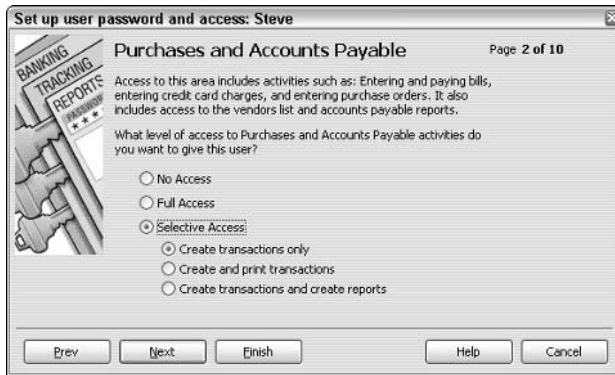 Set up user password and access: Steve
BANKING
TRACKING
REPORTS
PASSWORD
* * * *
Purchases and Accounts Payable
Page 2 of 10
Access to this area includes activities such as: Entering and paying bills,
entering credit card charges, and entering purchase orders. It also
includes access to the vendors list and accounts payable reports.
What level of access to Purchases and Accounts Payable activities do
you want to give this user?
No Access
Full Access
Selective Access
Create transactions only
Create and print transactions
Create transactions and create reports
Prev
Next
Finish
Help
Cancel